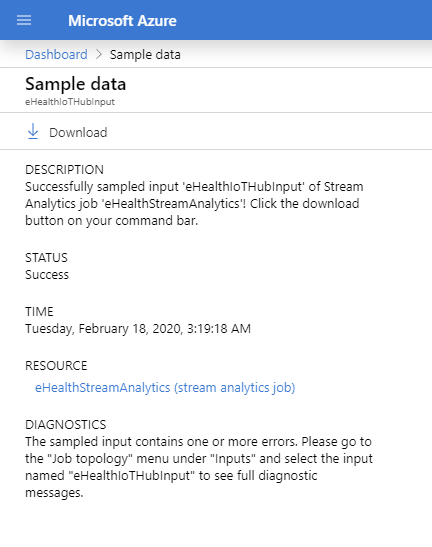 Microsoft Azure
Dashboard > Sample data
Sample data
eHealthIoTHubInput
Download
DESCRIPTION
Successfully sampled input 'eHealthIoTHubInput' of Stream
Analytics job 'eHealthStreamAnalytics'! Click the download
button on your command bar.
STATUS
Success
TIME
Tuesday, February 18, 2020, 3:19:18 AM
RESOURCE
eHealthStreamAnalytics (stream analytics job)
DIAGNOSTICS
The sampled input contains one or more errors. Please go to
the "Job topology" menu under "Inputs" and select the input
named "eHealthIoTHubInput" to see full diagnostic
messages.